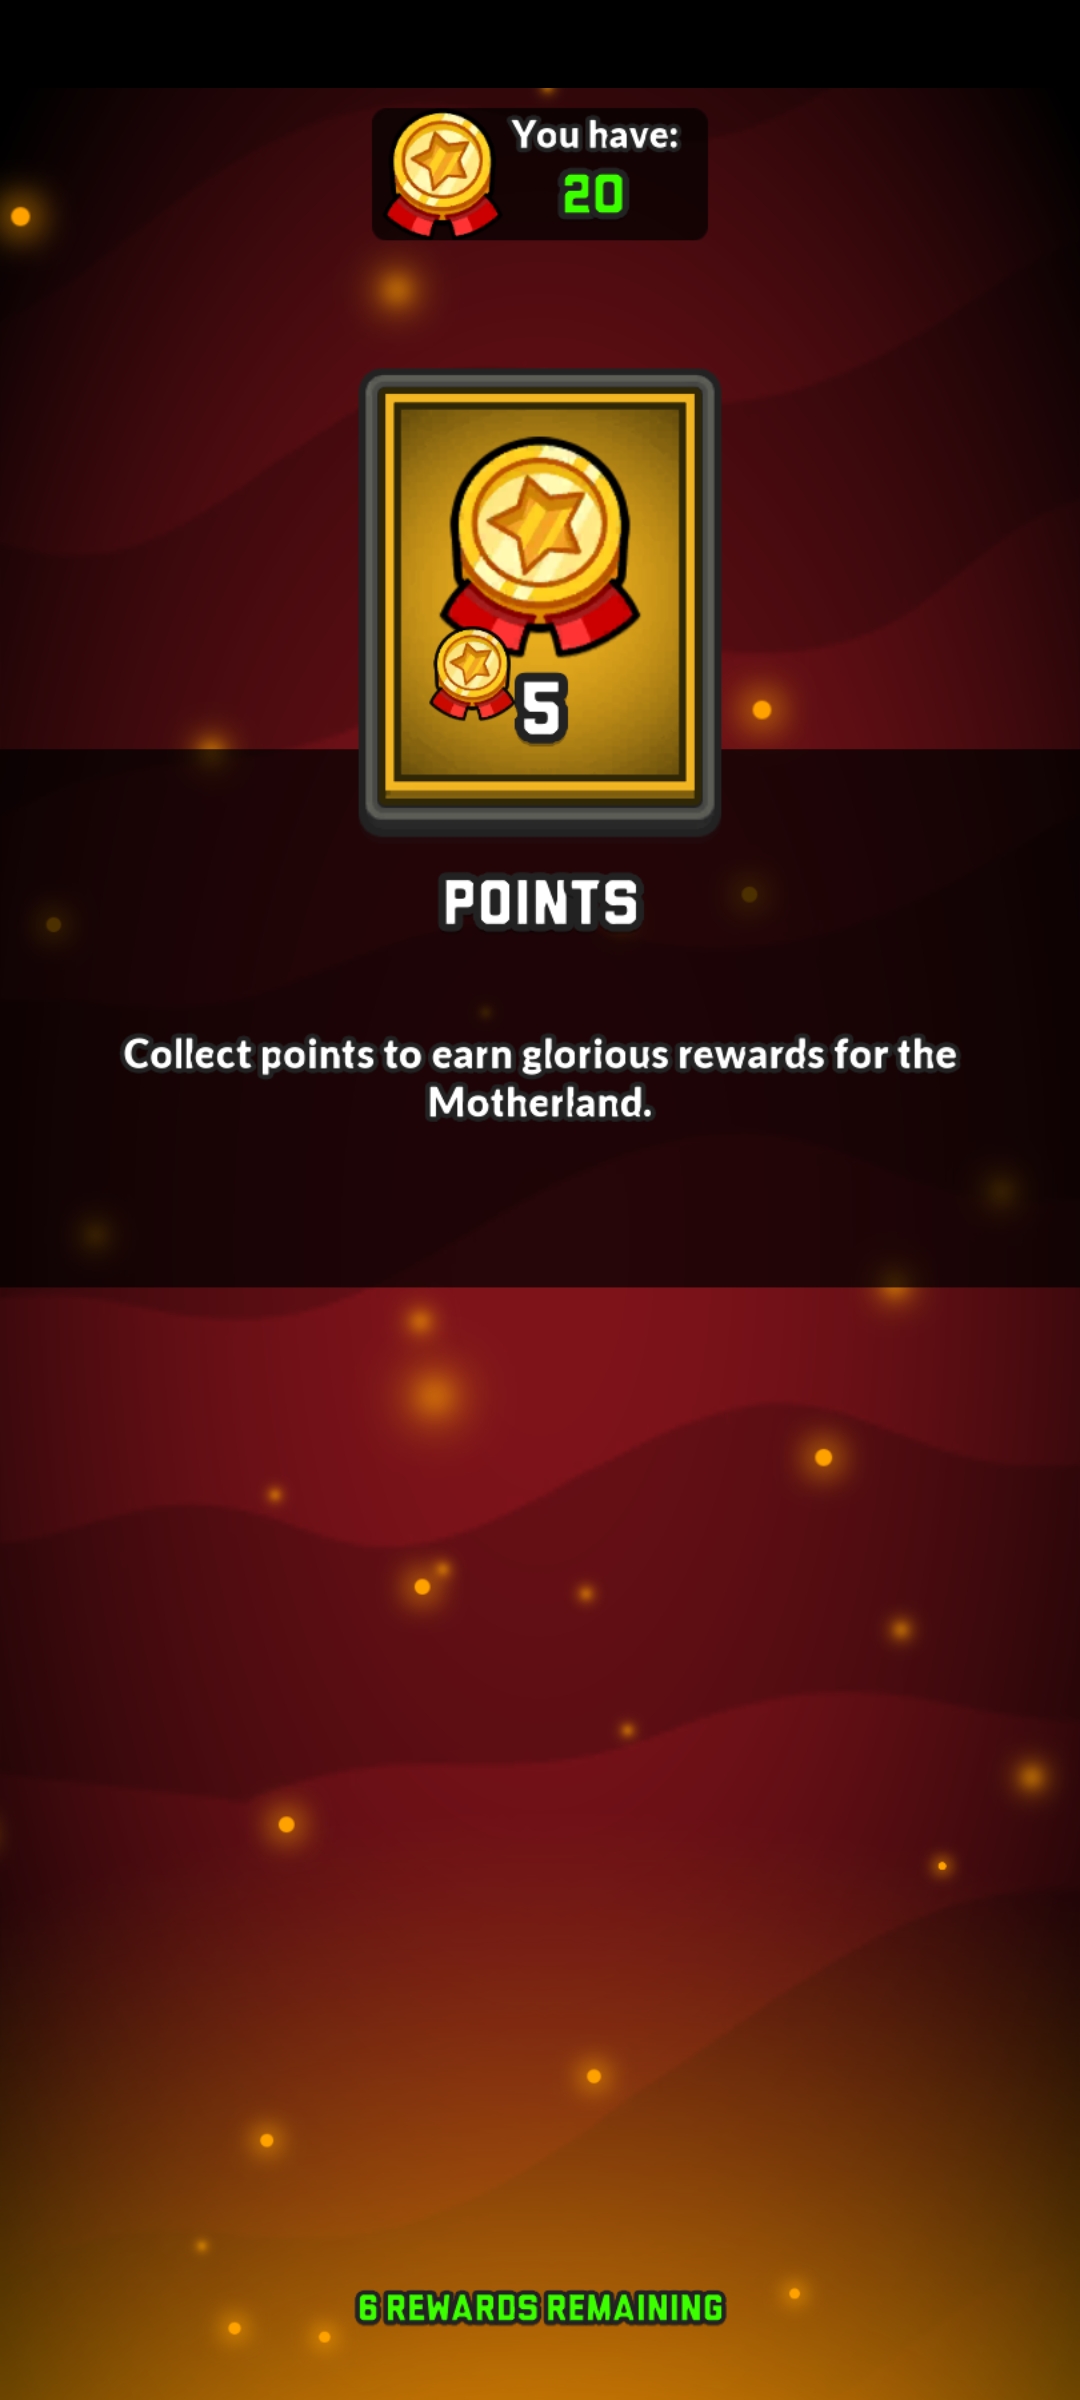 You have:
20
5
POINTS
Collect points to earn glorious rewards for the
Motherland.
6 REWARDS REMAINING